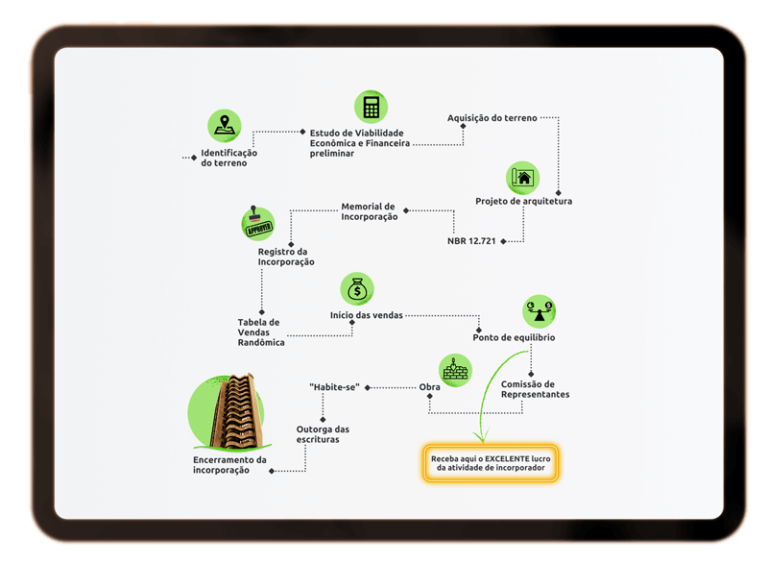 Identificação
do terreno
Estudo de Viabilidade
Econômica e Financeira
preliminar
Aquisição do terreno
Projeto de arquitetura
NBR 12.721
Memorial de
Incorporação
Registro da
Incorporação
Tabela de
Vendas
Randômica
Início das vendas
Ponto de equilíbrio
Comissão de
Representantes
Obra
"Habite-se"
Outorga das
escrituras
Encerramento da
incorporação
Receba aqui o EXCELENTE lucro
da atividade de incorporador